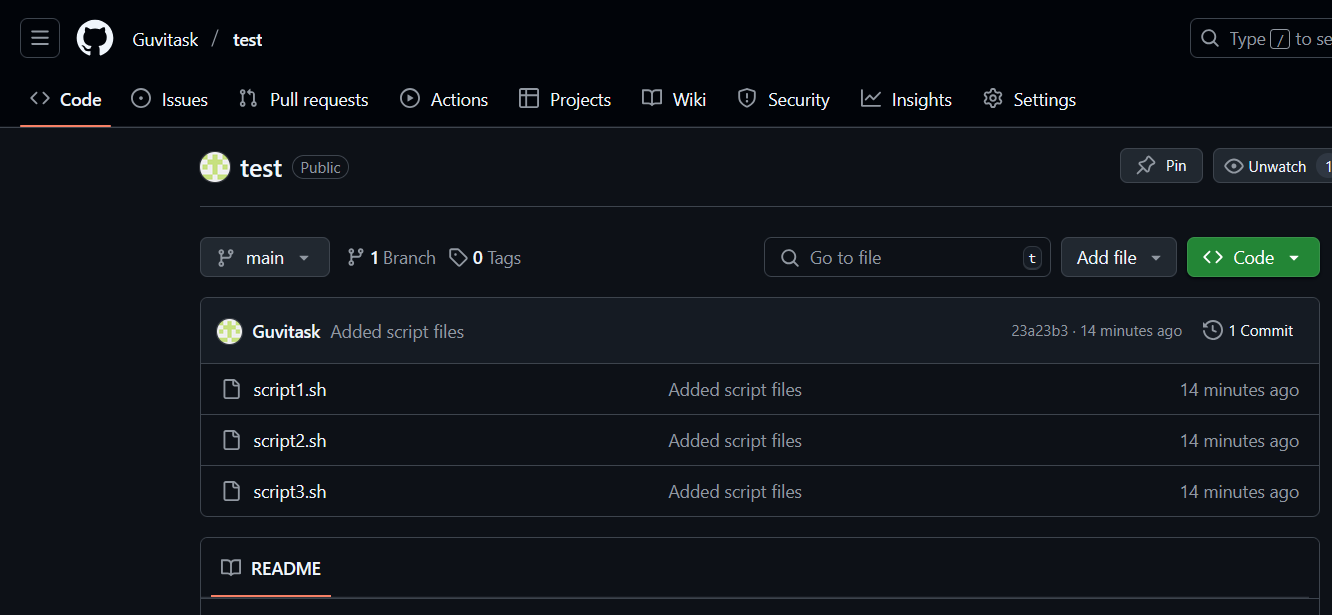 Guvitask / test
Type / to se
Code Issues Pull requests Actions Projects Wiki Security Insights Settings
test Public
Pin Unwatch 1
main 1 Branch 0 Tags Go to file t Add file Code
Guvitask Added script files 23a23b3 · 14 minutes ago 1 Commit
script1.sh Added script files 14 minutes ago
script2.sh Added script files 14 minutes ago
script3.sh Added script files 14 minutes ago
README